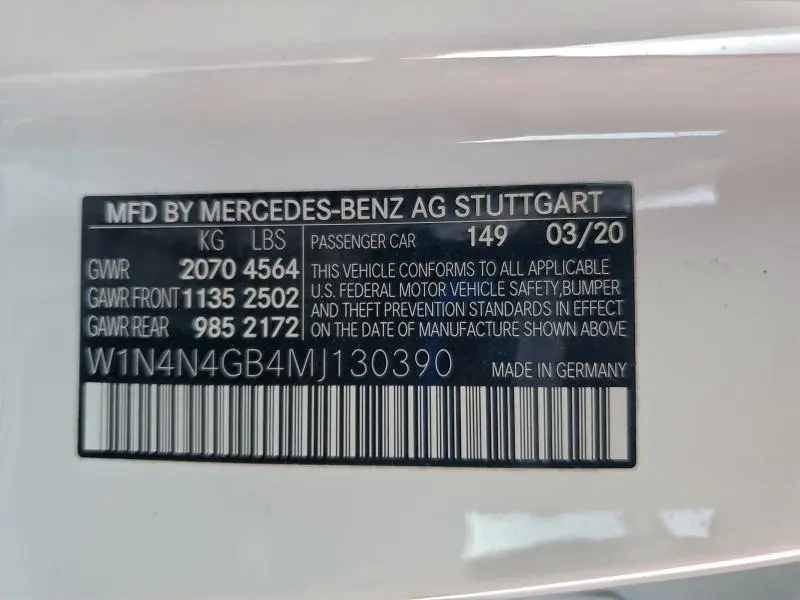 MFD BY MERCEDES-BENZ AG STUTTGART
KG LBS PASSENGER CAR 149 03/20
GVWR 2070 4564
GAWR FRONT 1135 2502
GAWR REAR 985 2172
THIS VEHICLE CONFORMS TO ALL APPLICABLE
U.S. FEDERAL MOTOR VEHICLE SAFETY,BUMPER
AND THEFT PREVENTION STANDARDS IN EFFECT
ON THE DATE OF MANUFACTURE SHOWN ABOVE
W1N4N4GB4MJ130390 MADE IN GERMANY